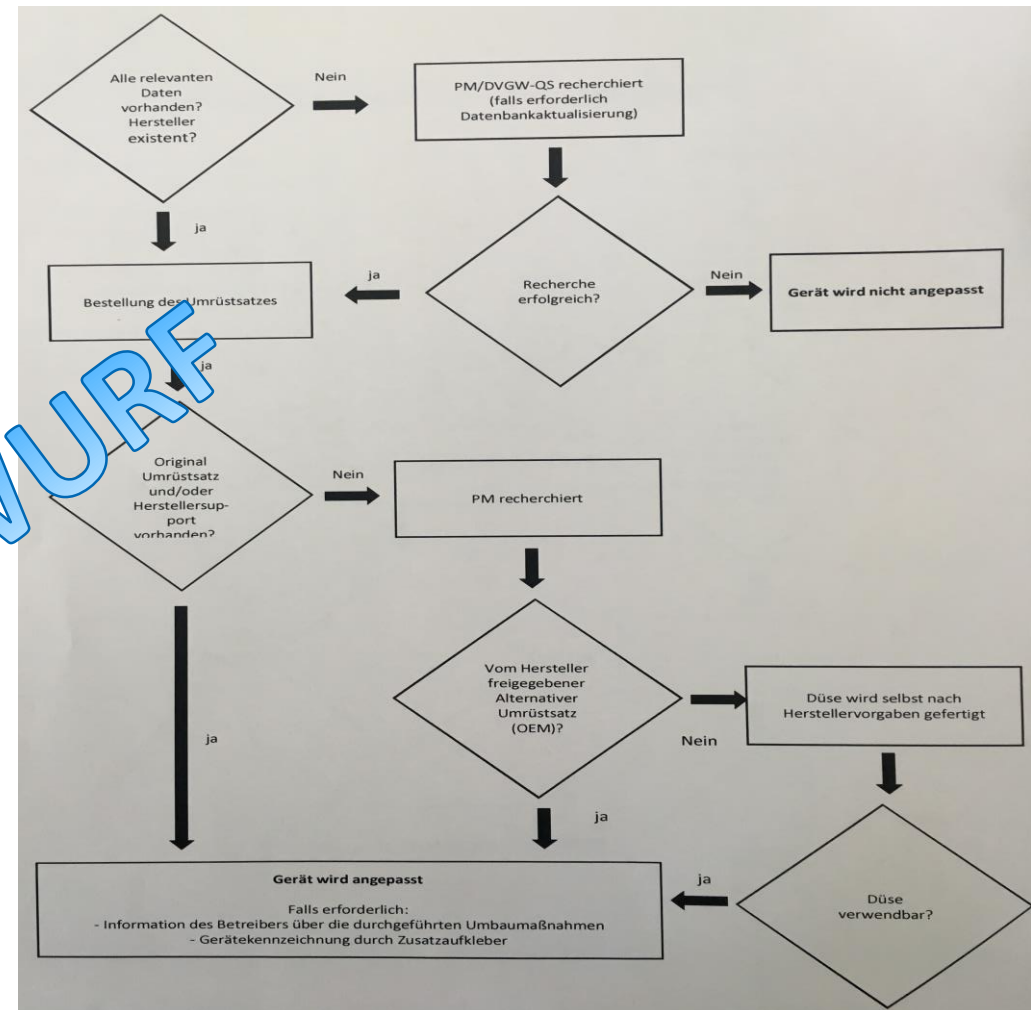 Alle relevanten
Daten
vorhanden?
Hersteller
existent?
Nein
PM/DVGW-QS recherchiert
(falls erforderlich
Datenbankaktualisierung)
ja
Bestellung des Umrüstsatzes
ja
Recherche
erfolgreich?
Nein
Gerät wird nicht angepasst
ja
WURF
Original
Umrüstsatz
und/oder
Herstellersup-
port
vorhanden?
Nein
PM recherchiert
ja
Vom Hersteller
freigegebener
Alternativer
Umrüstsatz
(OEM)?
Nein
Düse wird selbst nach
Herstellervorgaben gefertigt
ja
Gerät wird angepasst
Falls erforderlich:
- Information des Betreibers über die durchgeführten Umbaumaßnahmen
- Gerätekennzeichnung durch Zusatzaufkleber
ja
Düse
verwendbar?